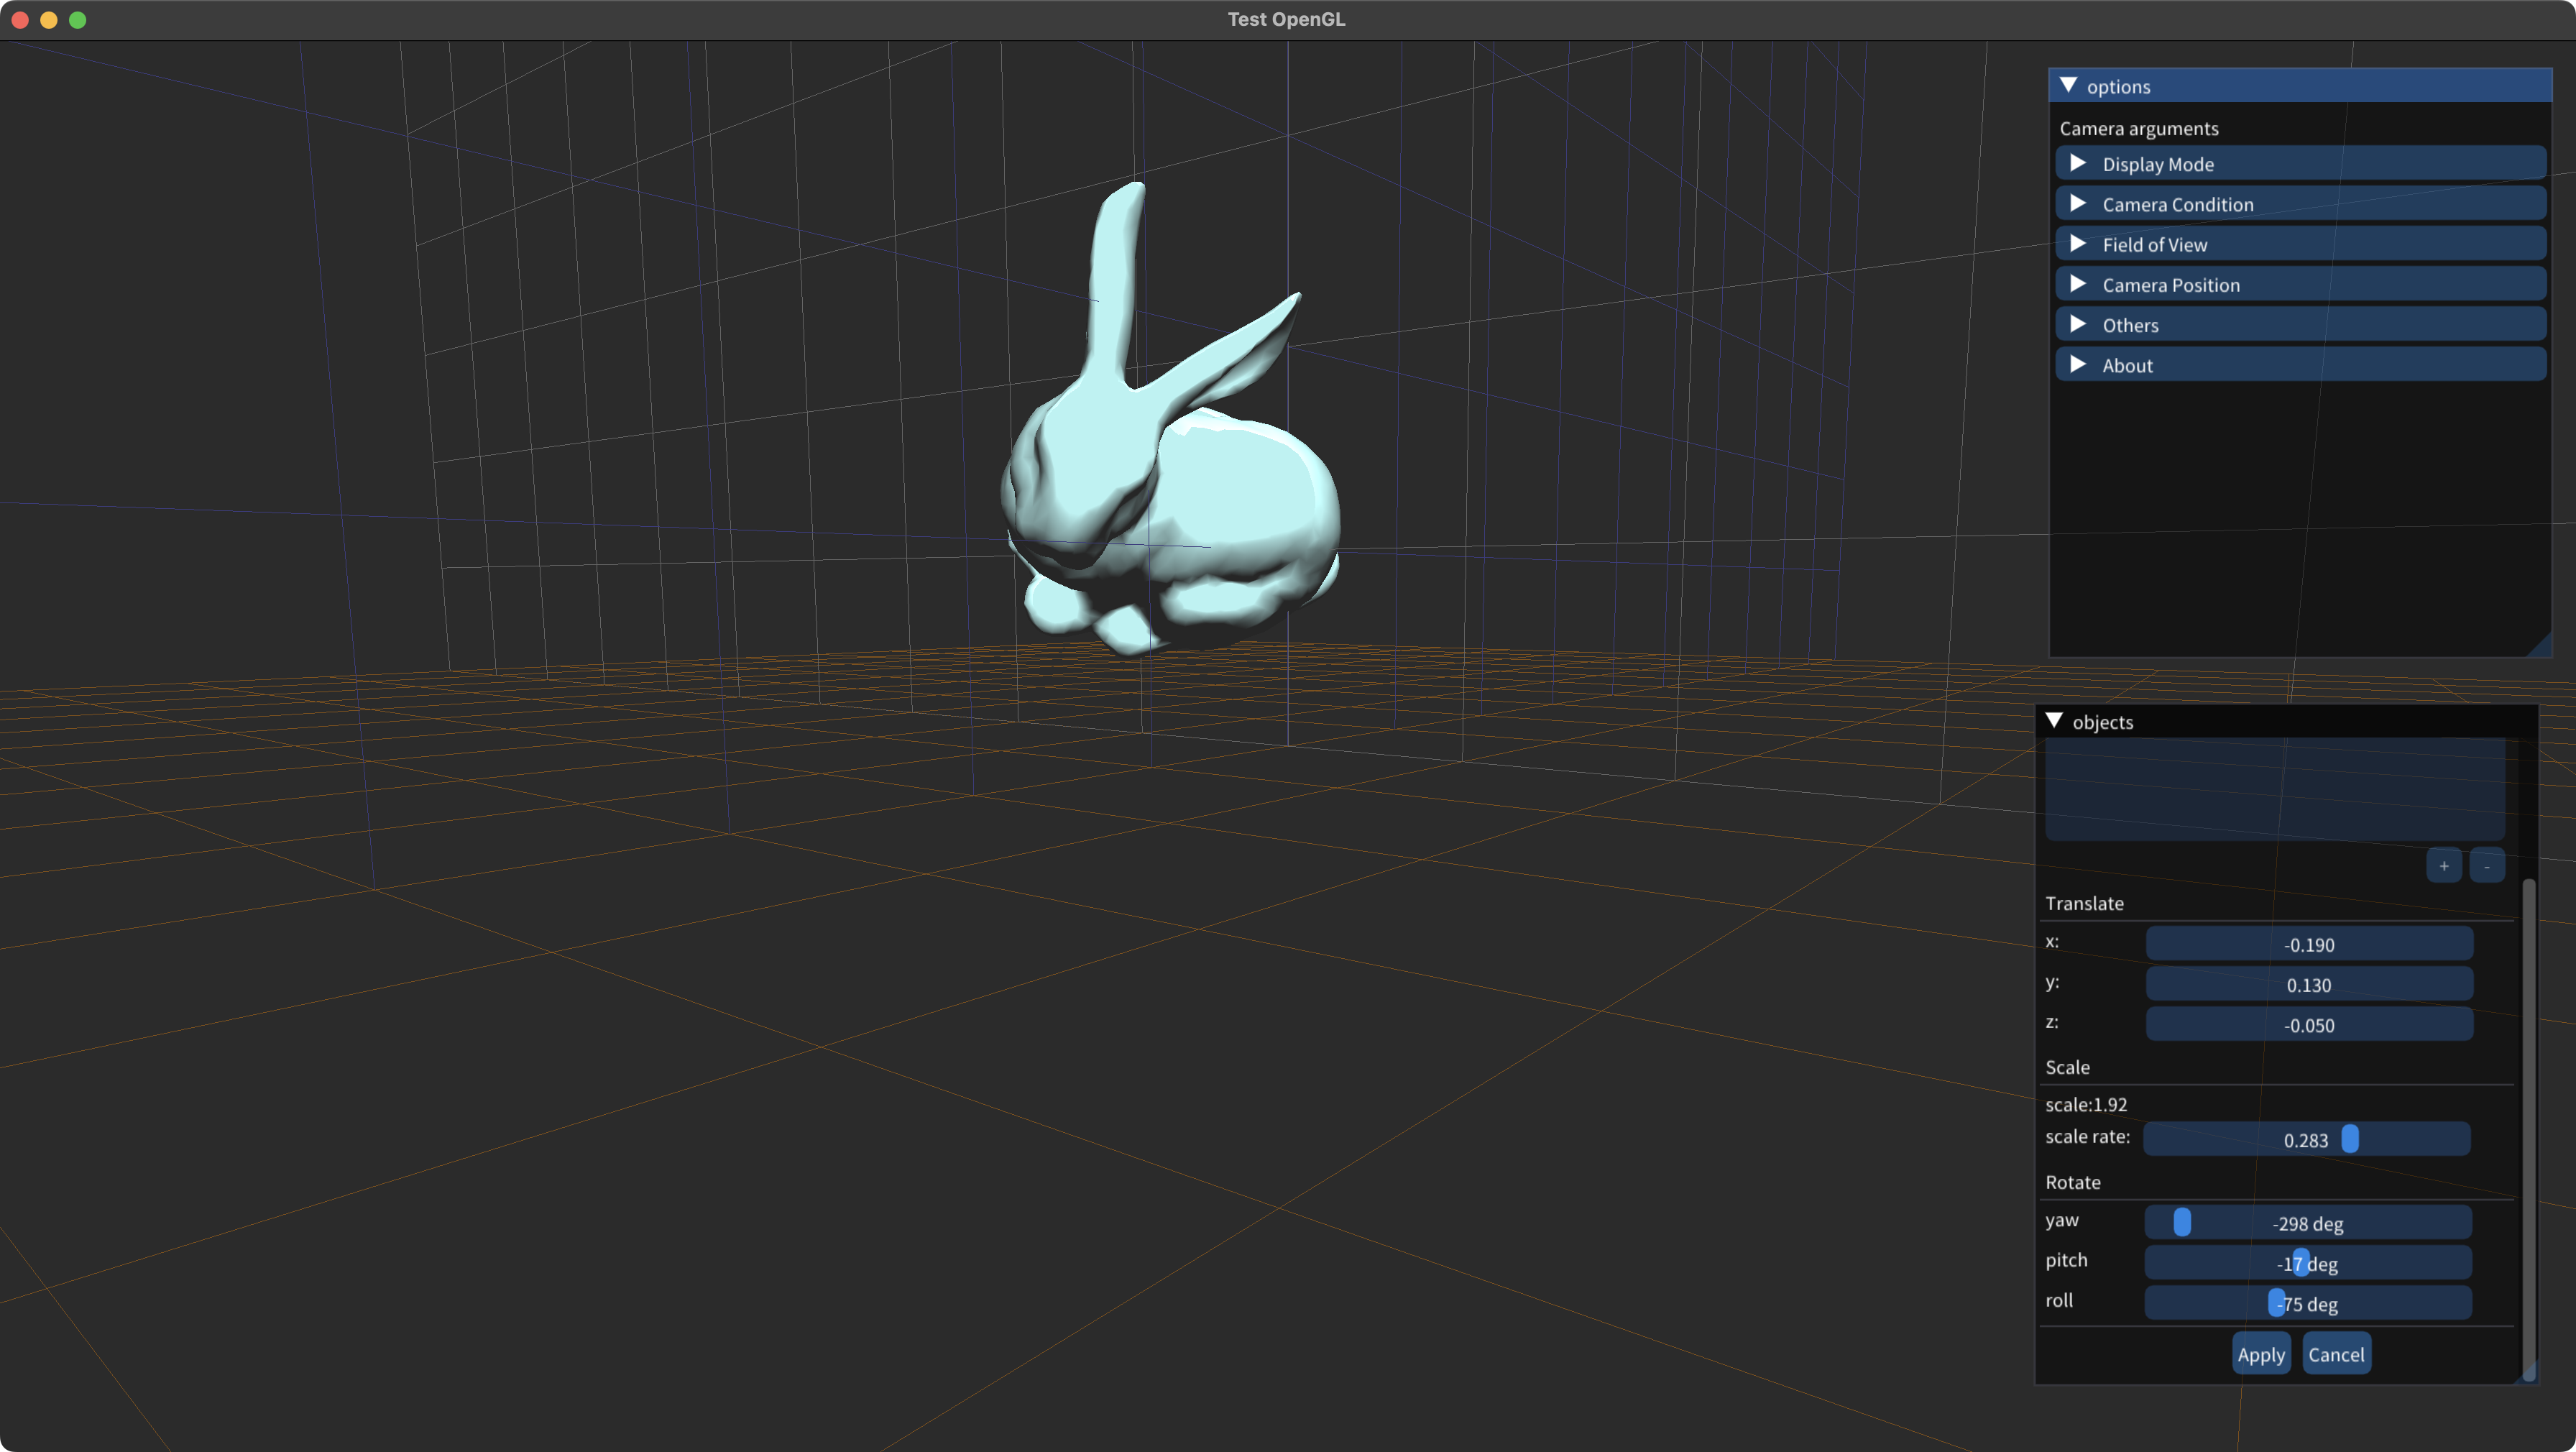 Test OpenGL
options
Camera arguments
Display Mode
Camera Condition
Field of View
Camera Position
Others
About
objects
+ -
Translate
x: -0.190
y: 0.130
z: -0.050
Scale
scale:1.92
scale rate: 0.283
Rotate
yaw -298 deg
pitch -17 deg
roll -75 deg
Apply Cancel